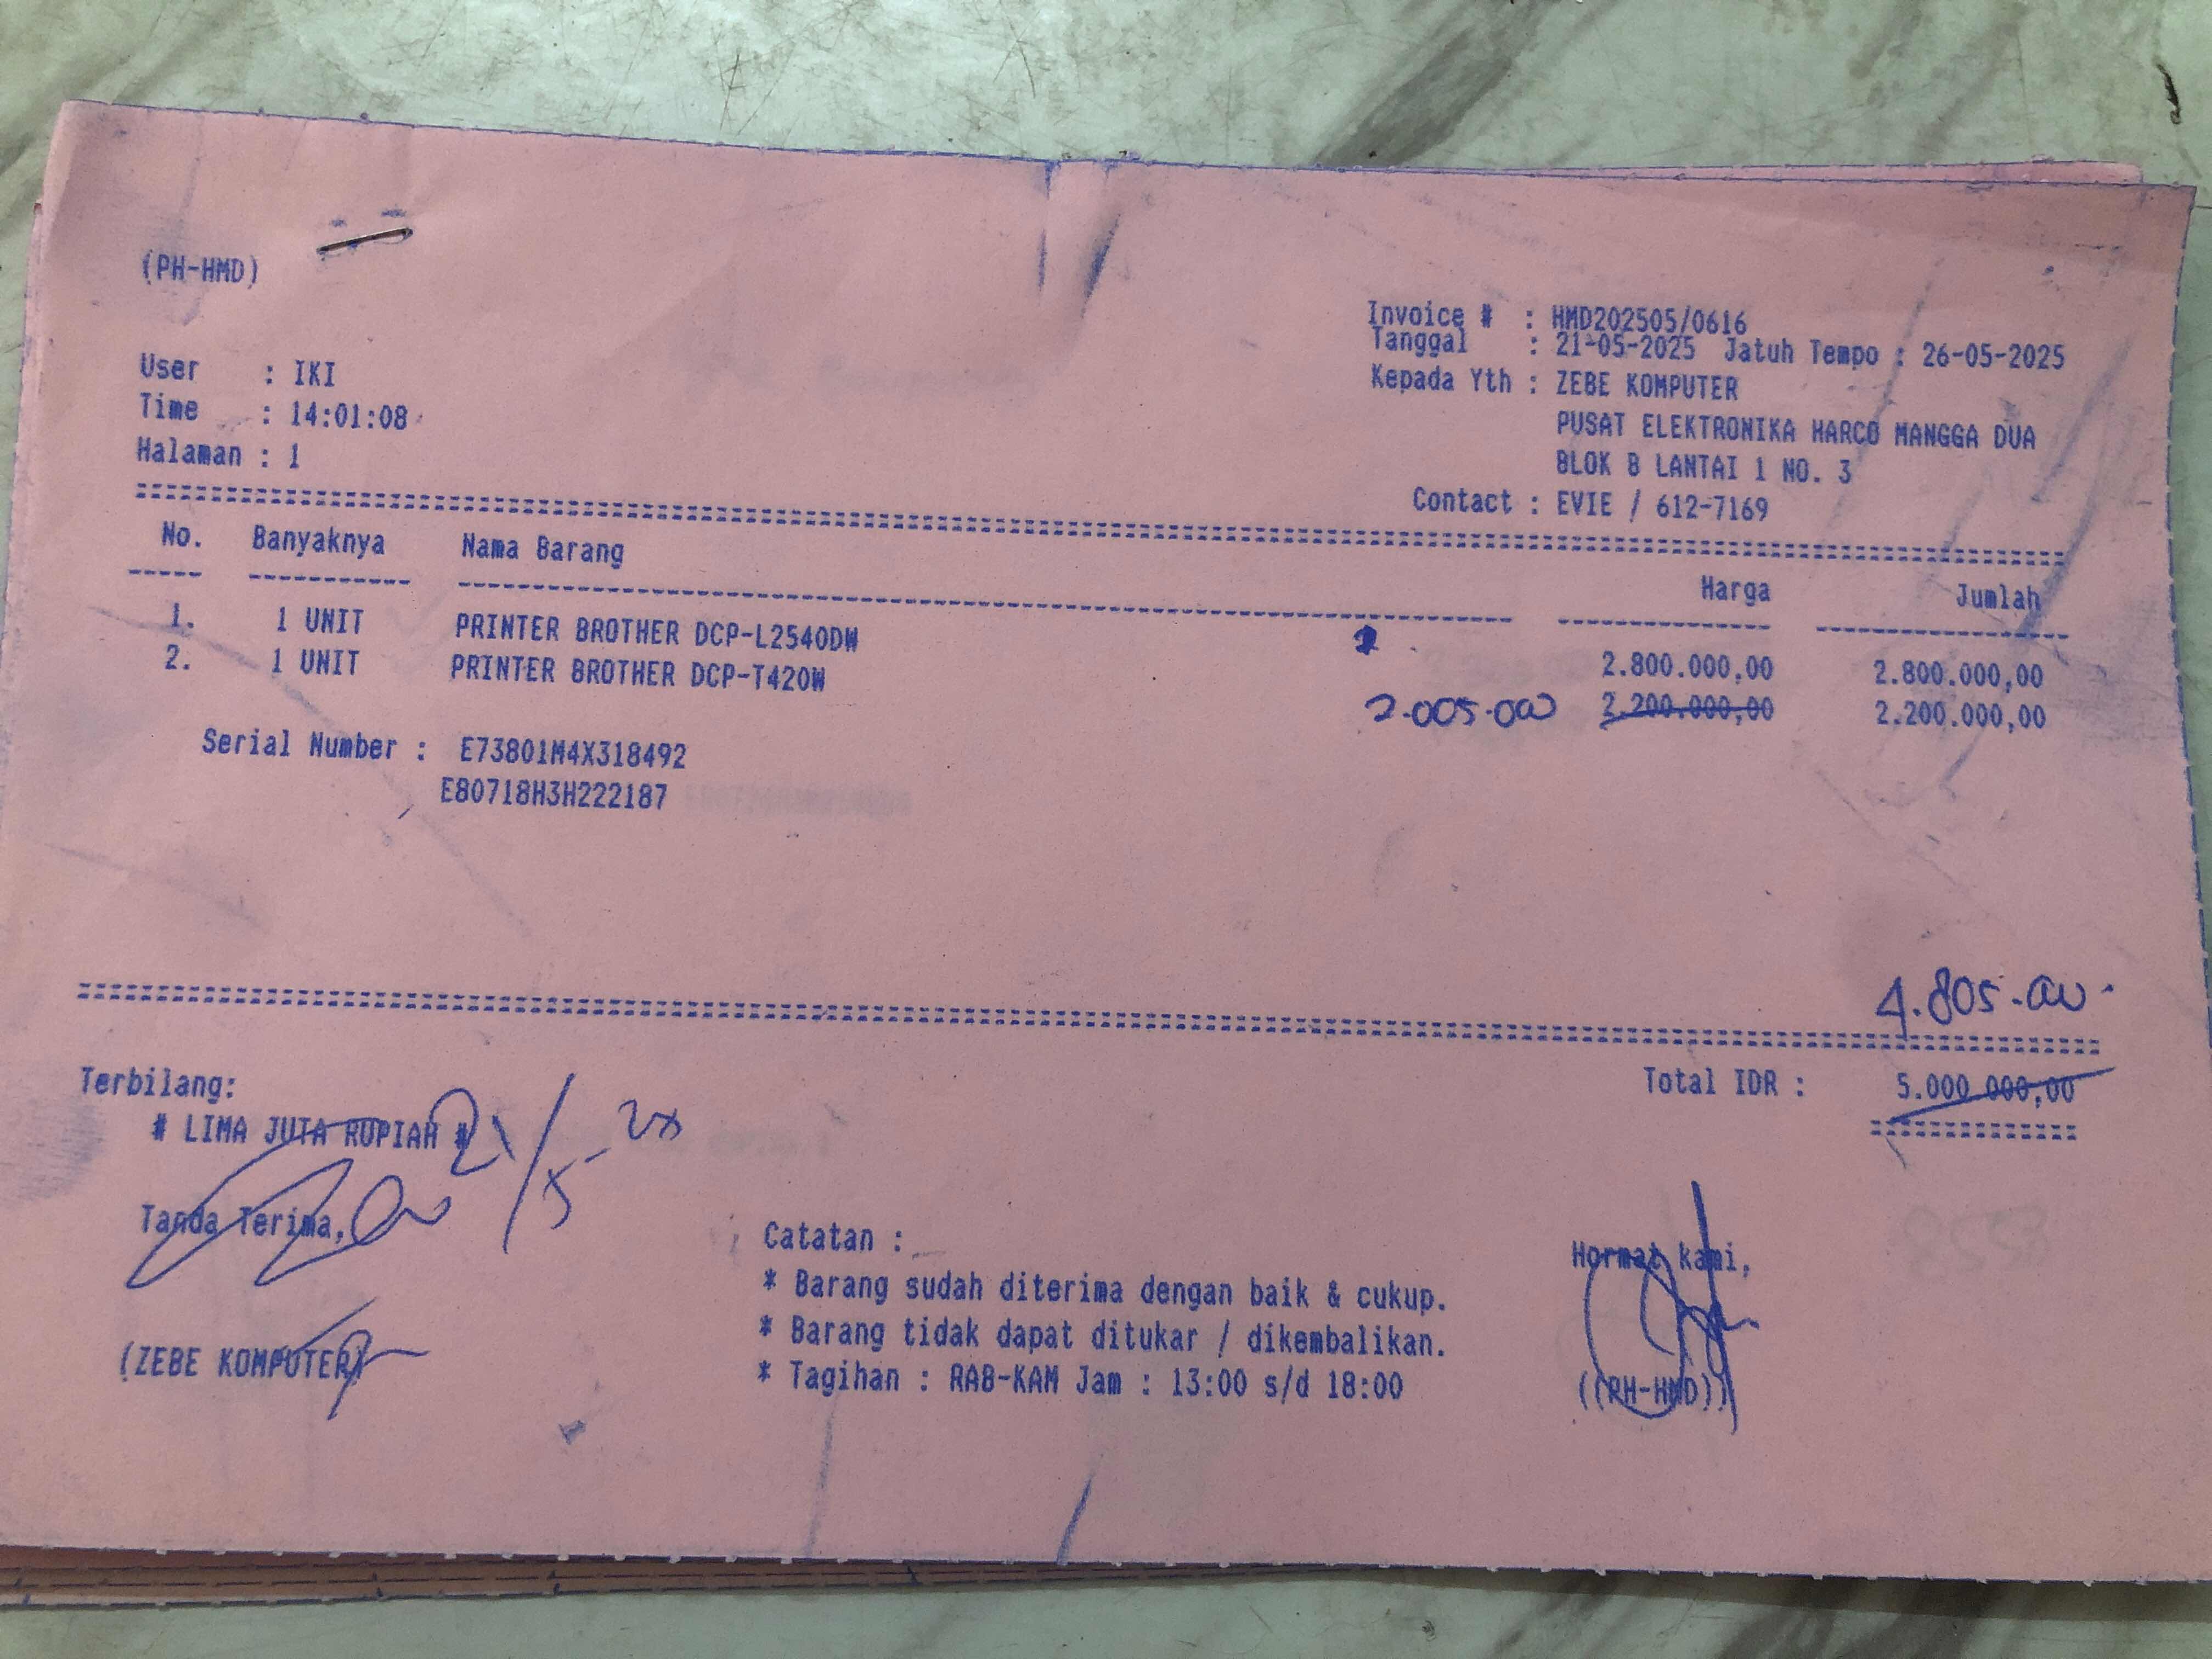 (PH-HMD)
Invoice # : HMD202505/0616
Tanggal : 21-05-2025 Jatuh Tempo : 26-05-2025
User : IKI
Kepada Yth : ZEBE KOMPUTER
Time : 14:01:08
PUSAT ELEKTRONIKA HARCO MANGGA DUA
Halaman : 1
BLOK B LANTAI 1 NO. 3
Contact : EVIE / 612-7169
No. Banyaknya Nama Barang Harga Jumlah
1. 1 UNIT PRINTER BROTHER DCP-L2540DW 2.800.000,00 2.800.000,00
2. 1 UNIT PRINTER BROTHER DCP-T420W 2.005.000 2.200.000,00 2.200.000,00
Serial Number : E73801M4X318492
E80718H3H222187
4.805.000
Terbilang: Total IDR : 5.000.000,00
# LIMA JUTA RUPIAH #
21/5
Tanda Terima, Catatan : Hormat kami,
* Barang sudah diterima dengan baik & cukup.
* Barang tidak dapat ditukar / dikembalikan.
(ZEBE KOMPUTER) * Tagihan : RAB-KAM Jam : 13:00 s/d 18:00 ((PH-HMD))